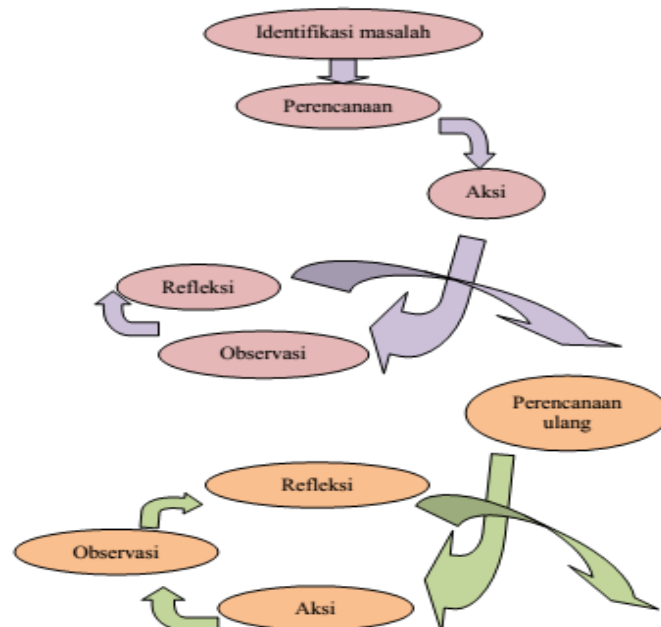 Identifikasi masalah
Perencanaan
Aksi
Refleksi
Observasi
Perencanaan
ulang
Refleksi
Observasi
Aksi